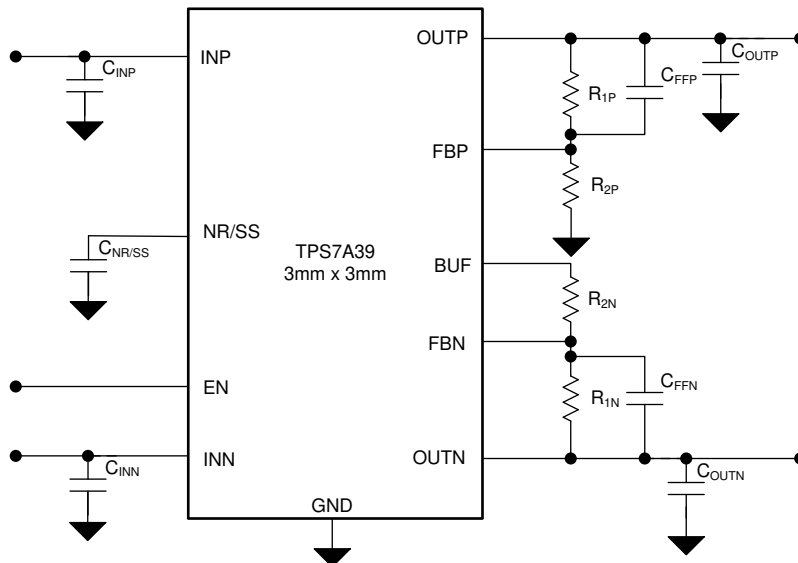 OUTP
C_OUTP
C_INP
INP
R_1P
C_FFP
FBP
R_2P
NR/SS
C_NR/SS
TPS7A39
3mm x 3mm
BUF
R_2N
FBN
EN
R_1N
C_FFN
INN
C_INN
OUTN
C_OUTN
GND